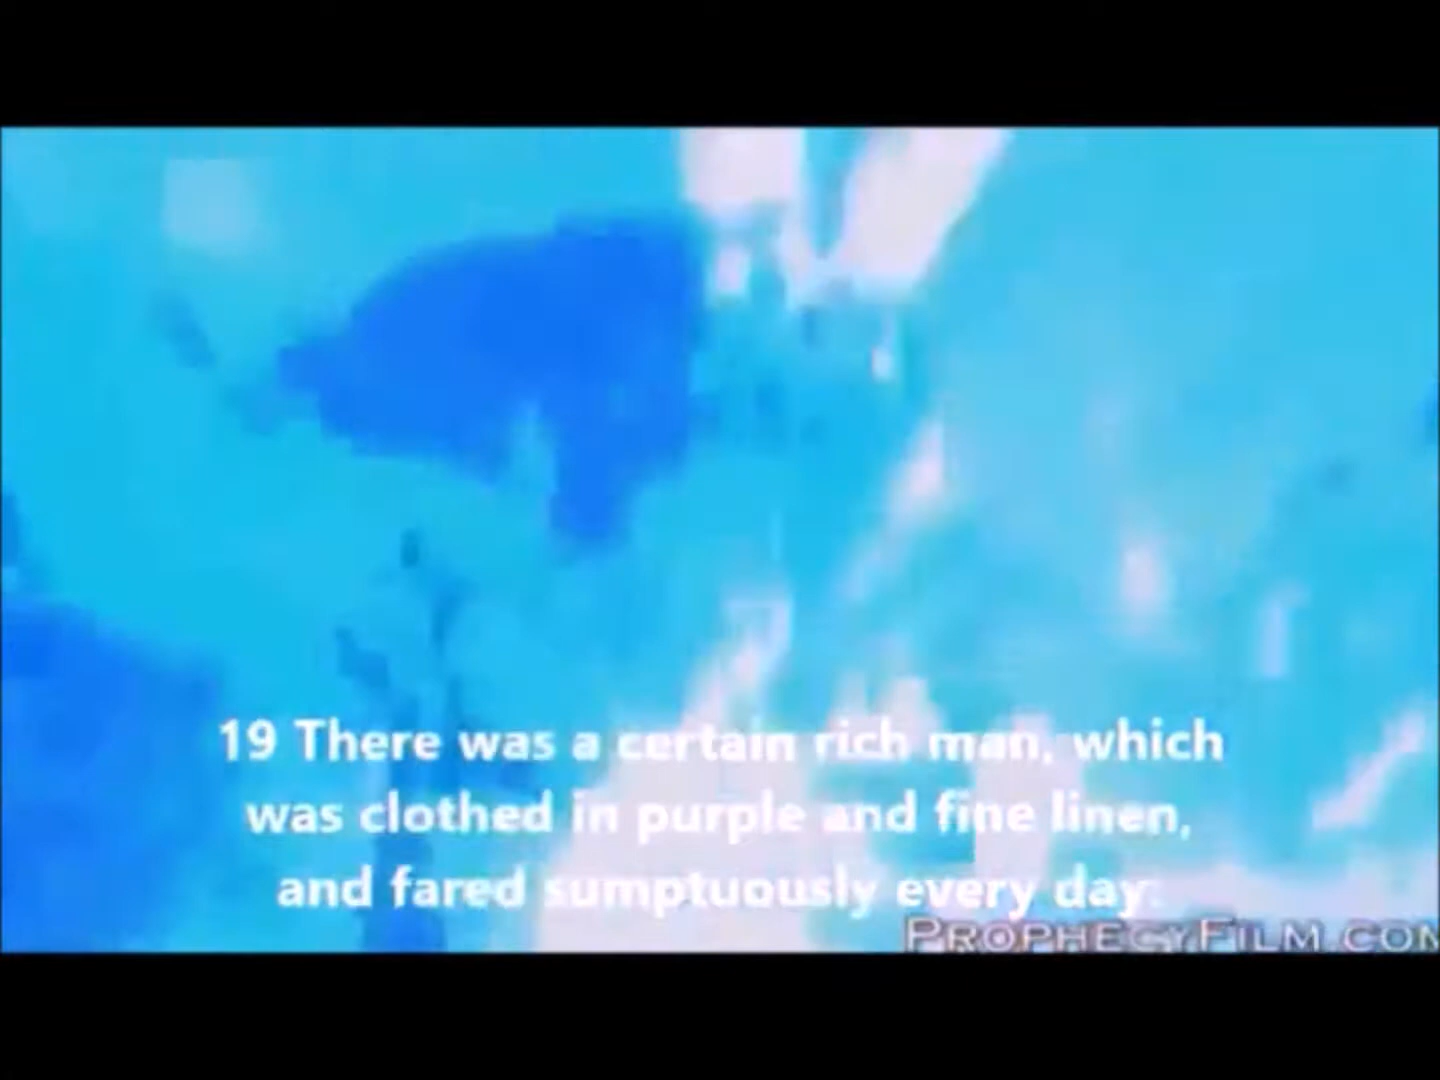 19 There was a certain rich man, which
was clothed in purple and fine linen,
and fared sumptuously every day:
PROPHECYFILM.COM